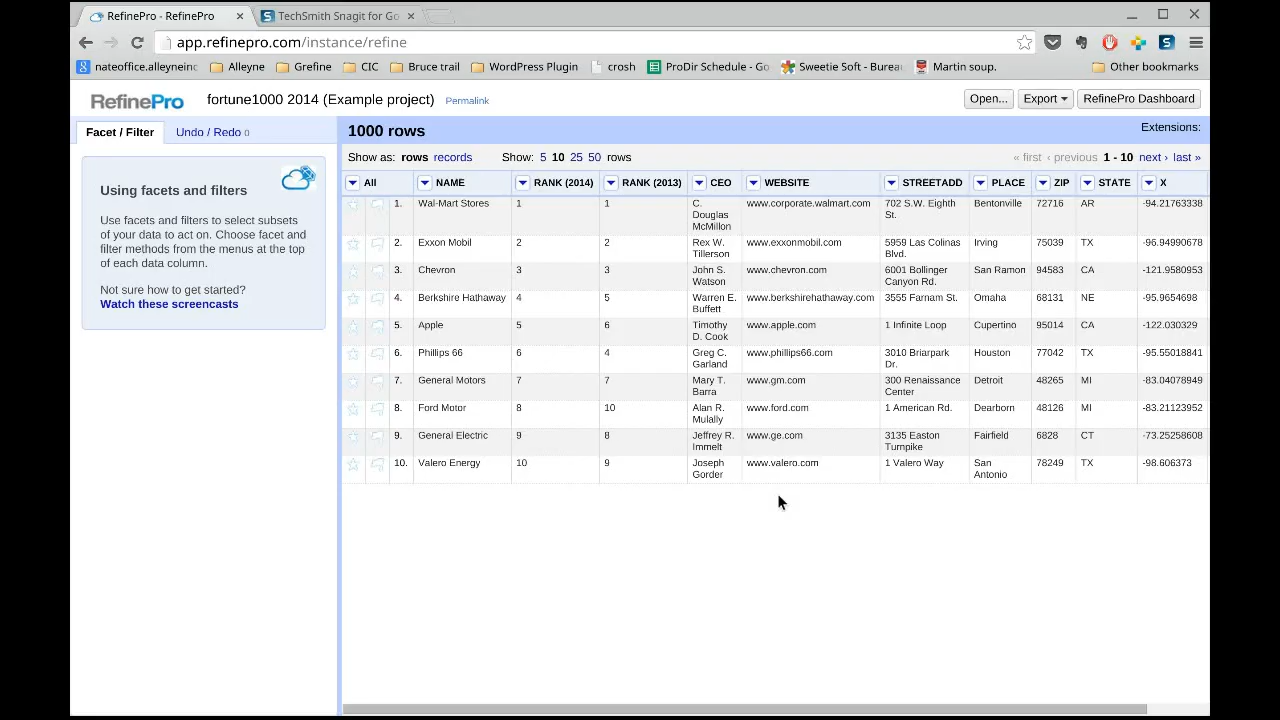 RefinePro - RefinePro
TechSmith Snagit for Go
app.refinepro.com/instance/refine
nateoffice.alleyneinc Alleyne Grefine CIC Bruce trail WordPress Plugin crosh ProDir Schedule - Go Sweetie Soft - Bureau Martin soup. Other bookmarks
RefinePro fortune1000 2014 (Example project) Permalink Open... Export RefinePro Dashboard
Facet / Filter Undo / Redo 0
1000 rows Extensions:
Using facets and filters
Use facets and filters to select subsets
of your data to act on. Choose facet and
filter methods from the menus at the top
of each data column.
Not sure how to get started?
Watch these screencasts
Show as: rows records Show: 5 10 25 50 rows « first ‹ previous 1 - 10 next › last »
All NAME RANK (2014) RANK (2013) CEO WEBSITE STREETADD PLACE ZIP STATE X
1. Wal-Mart Stores 1 1 C. Douglas McMillon www.corporate.walmart.com 702 S.W. Eighth St. Bentonville 72716 AR -94.21763338
2. Exxon Mobil 2 2 Rex W. Tillerson www.exxonmobil.com 5959 Las Colinas Blvd. Irving 75039 TX -96.94990678
3. Chevron 3 3 John S. Watson www.chevron.com 6001 Bollinger Canyon Rd. San Ramon 94583 CA -121.9580953
4. Berkshire Hathaway 4 5 Warren E. Buffett www.berkshirehathaway.com 3555 Farnam St. Omaha 68131 NE -95.9654698
5. Apple 5 6 Timothy D. Cook www.apple.com 1 Infinite Loop Cupertino 95014 CA -122.030329
6. Phillips 66 6 4 Greg C. Garland www.phillips66.com 3010 Briarpark Dr. Houston 77042 TX -95.55018841
7. General Motors 7 7 Mary T. Barra www.gm.com 300 Renaissance Center Detroit 48265 MI -83.04078949
8. Ford Motor 8 10 Alan R. Mulally www.ford.com 1 American Rd. Dearborn 48126 MI -83.21123952
9. General Electric 9 8 Jeffrey R. Immelt www.ge.com 3135 Easton Turnpike Fairfield 6828 CT -73.25258608
10. Valero Energy 10 9 Joseph Gorder www.valero.com 1 Valero Way San Antonio 78249 TX -98.606373